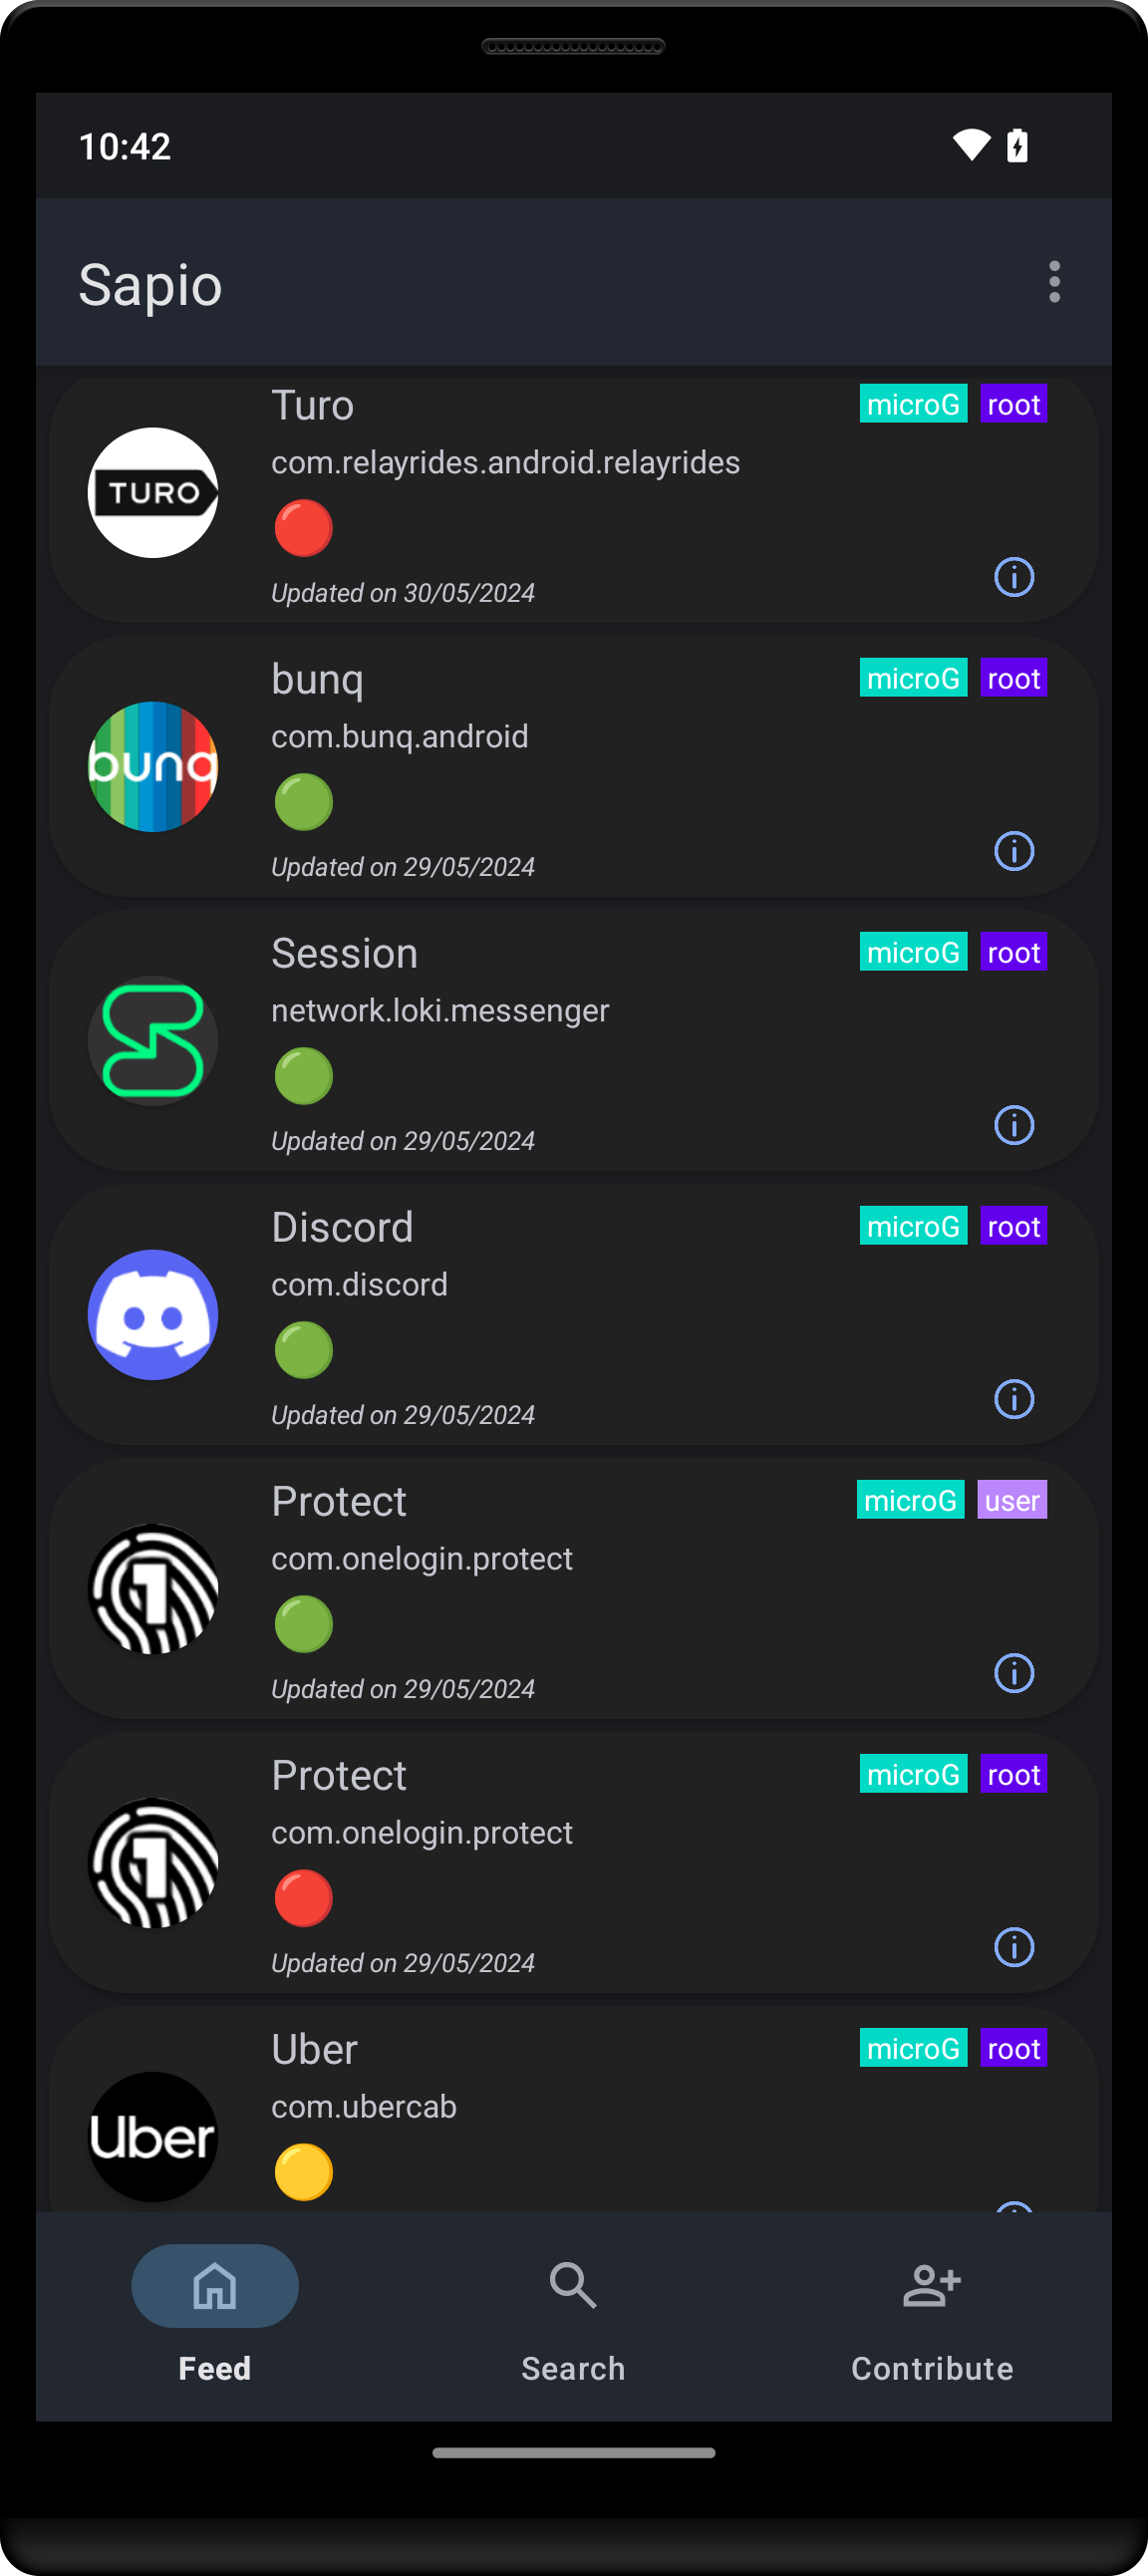 10:42
Sapio
Turo microG root
TURO
com.relayrides.android.relayrides
Updated on 30/05/2024
bunq microG root
bunq
com.bunq.android
Updated on 29/05/2024
Session microG root
network.loki.messenger
Updated on 29/05/2024
Discord microG root
com.discord
Updated on 29/05/2024
Protect microG user
com.onelogin.protect
1
Updated on 29/05/2024
Protect microG root
com.onelogin.protect
1
Updated on 29/05/2024
Uber microG root
com.ubercab
Uber
Feed Search Contribute